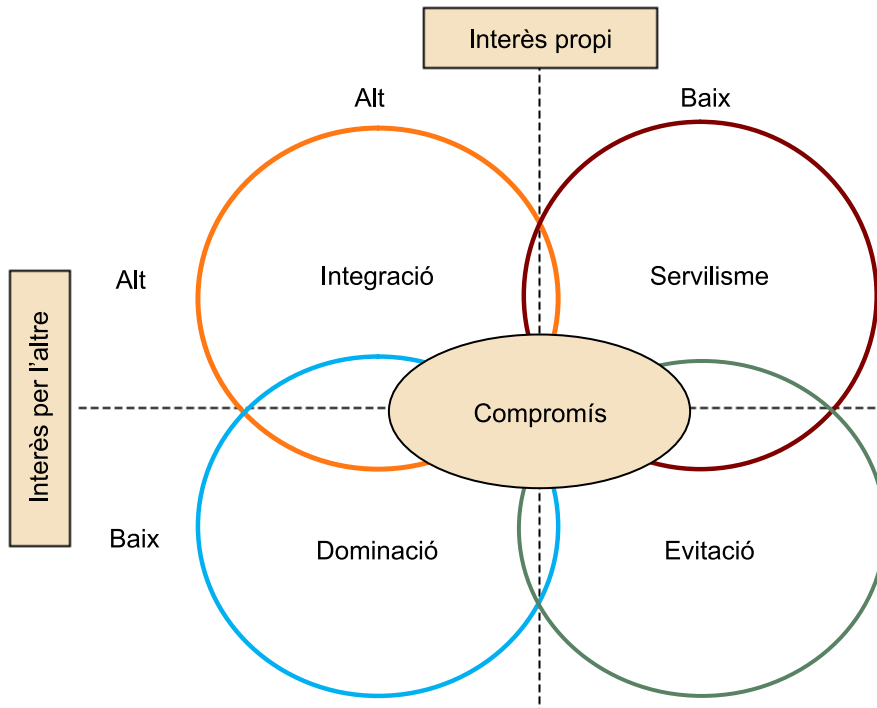 Interès propi
Alt
Baix
Alt
Integració
Servilisme
Interès per l'altre
Compromís
Baix
Dominació
Evitació